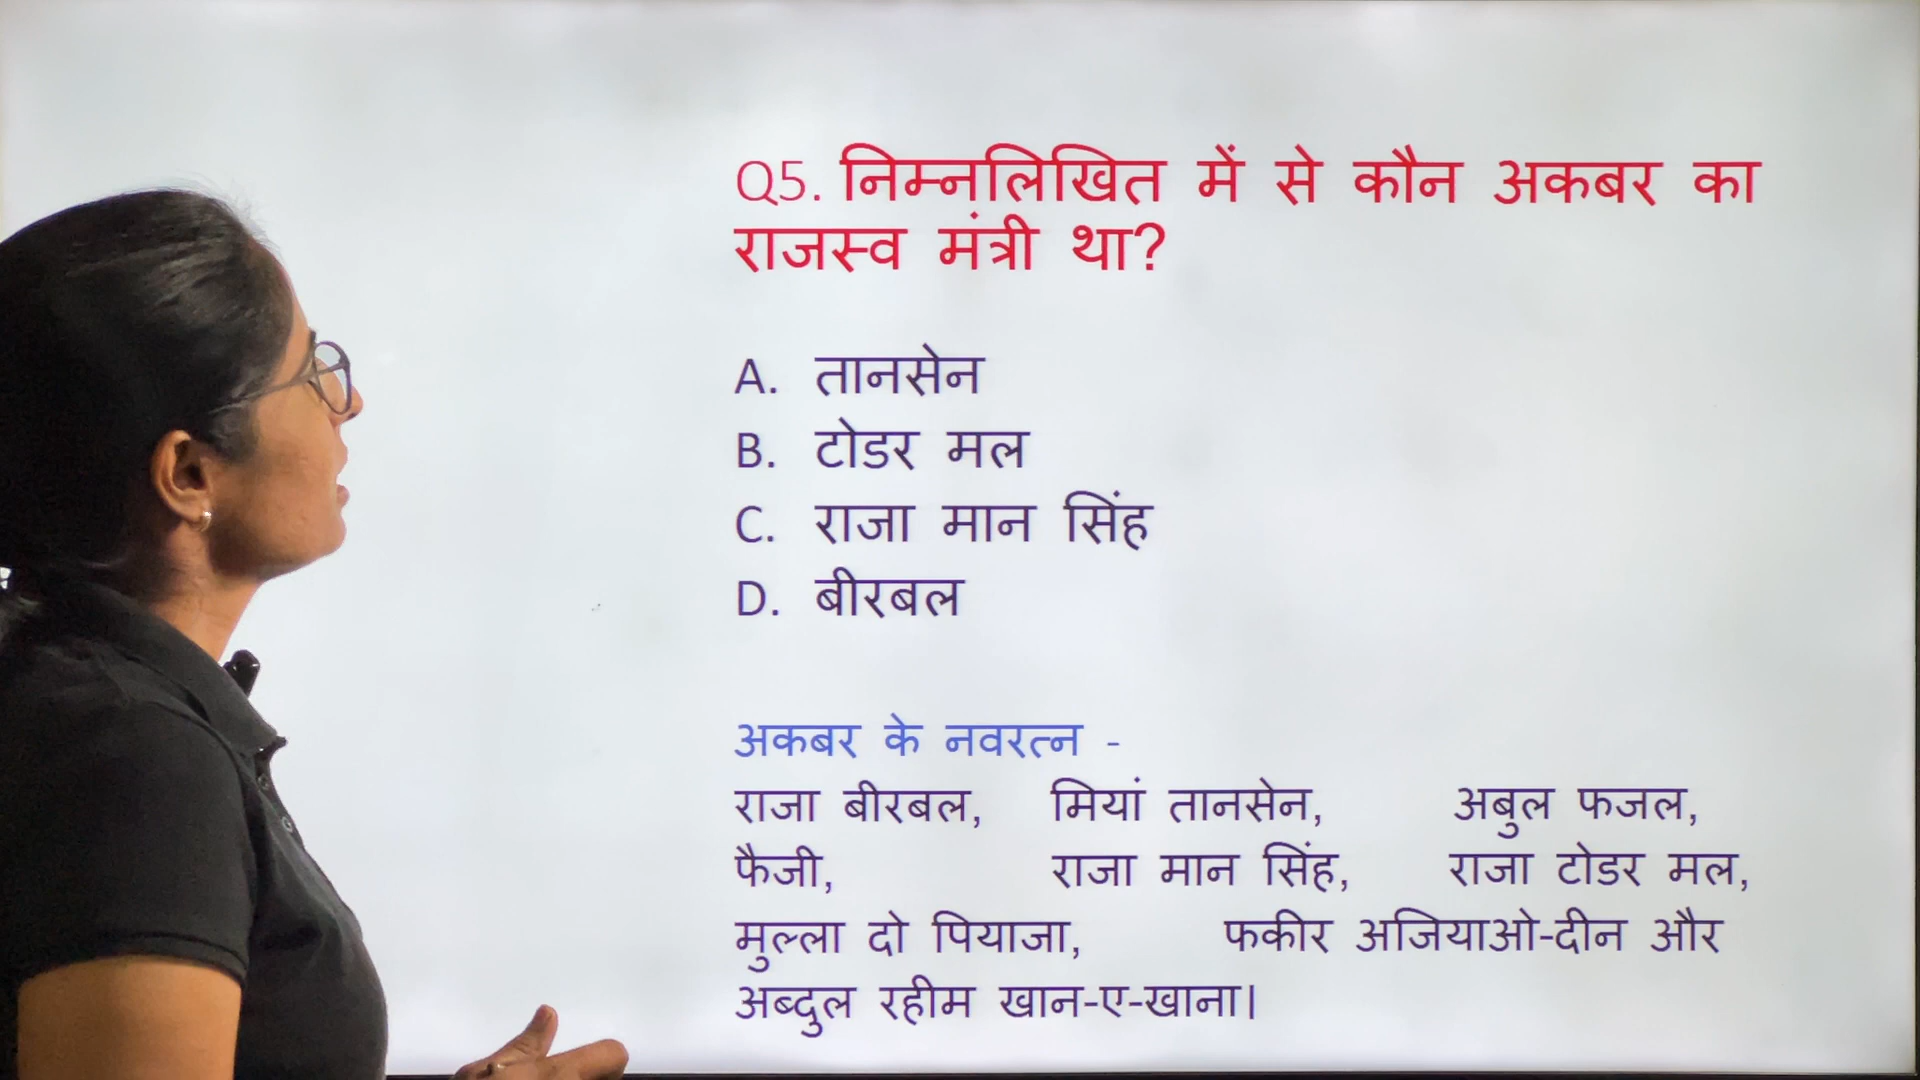 Q5. निम्नलिखित में से कौन अकबर का
राजस्व मंत्री था?
A. तानसेन
B. टोडर मल
C. राजा मान सिंह
D. बीरबल
अकबर के नवरत्न -
राजा बीरबल, मियां तानसेन, अबुल फजल,
फैजी, राजा मान सिंह, राजा टोडर मल,
मुल्ला दो पियाजा, फकीर अजियाओ-दीन और
अब्दुल रहीम खान-ए-खाना।